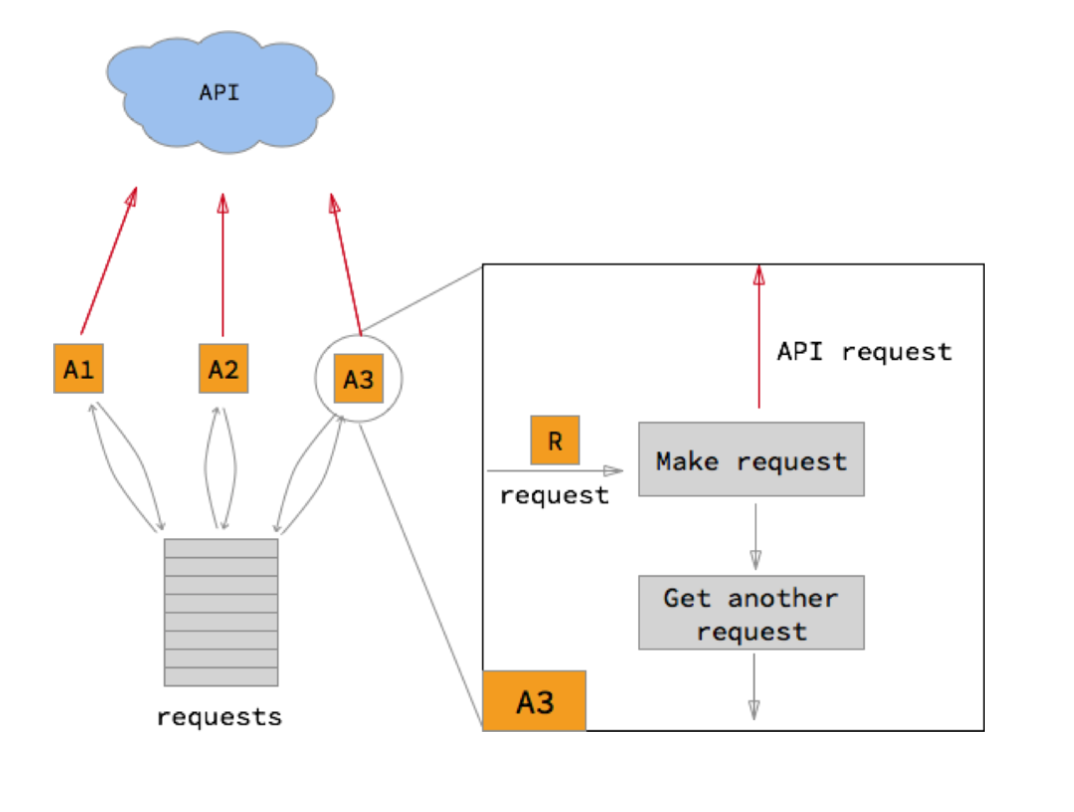 API
A1
A2
A3
requests
API request
R
request
Make request
Get another
request
A3